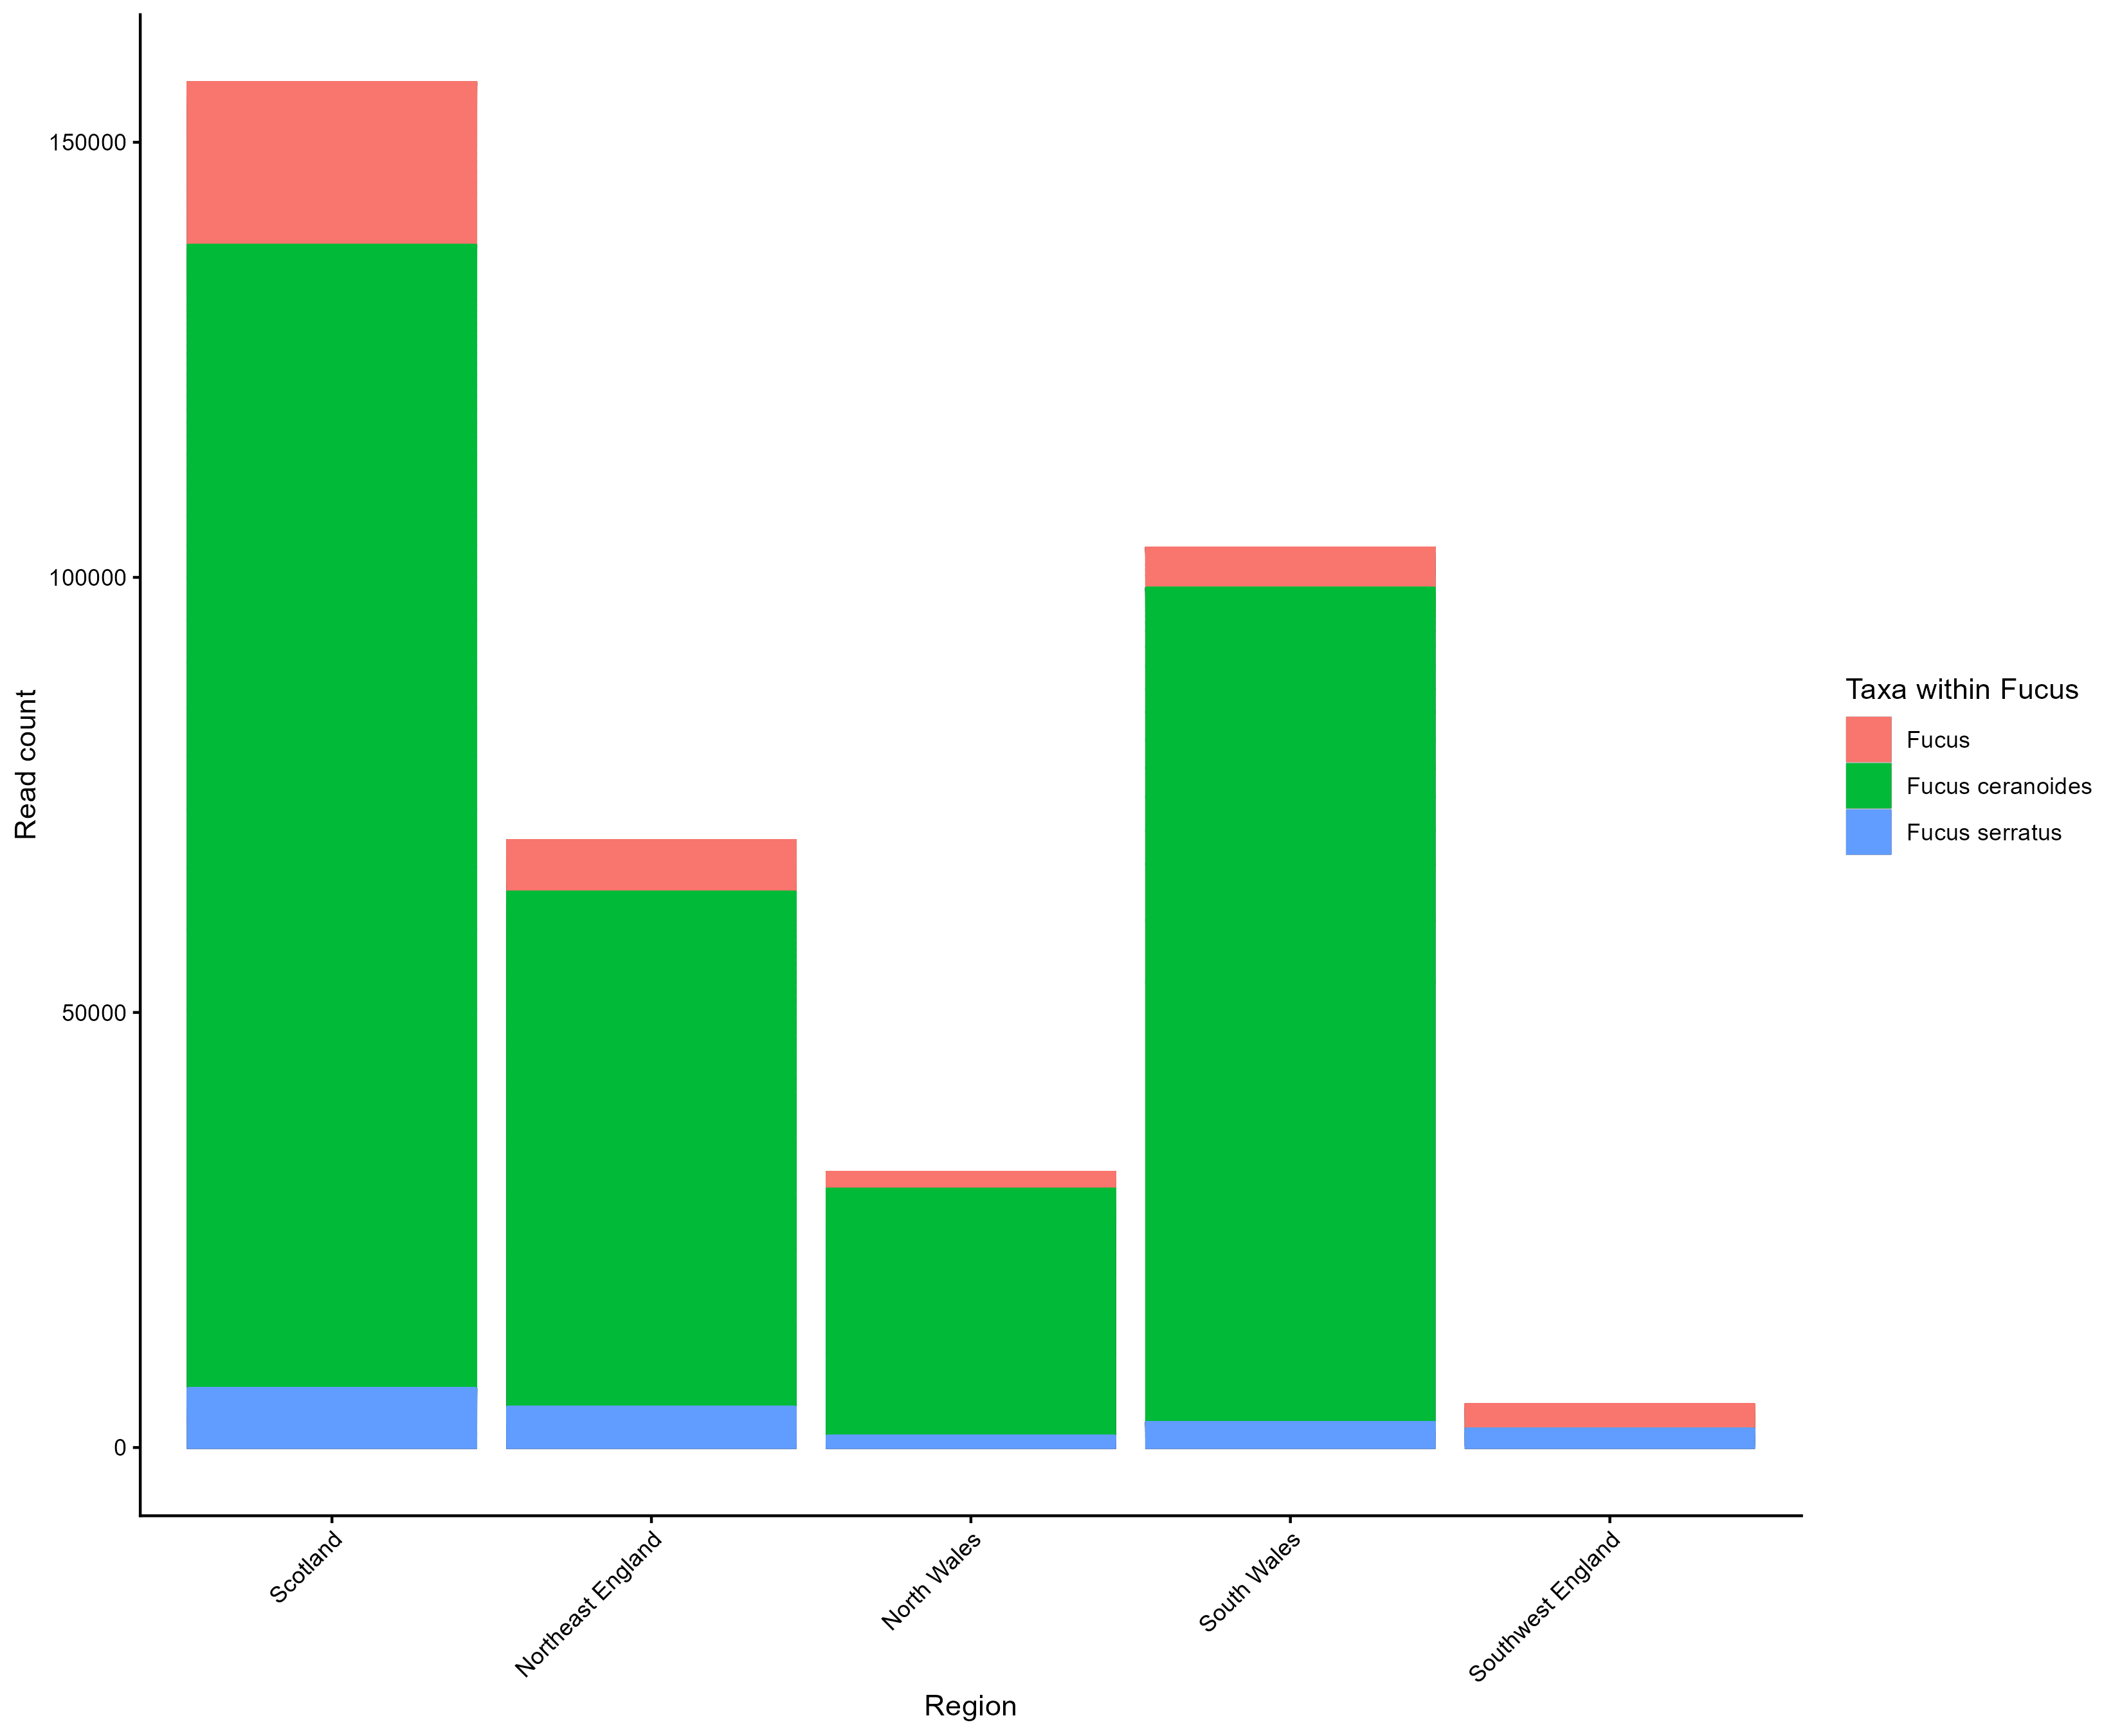 Read count
150000
100000
50000
0
Scotland
Northeast England
North Wales
South Wales
Southwest England
Region
Taxa within Fucus
Fucus
Fucus ceranoides
Fucus serratus